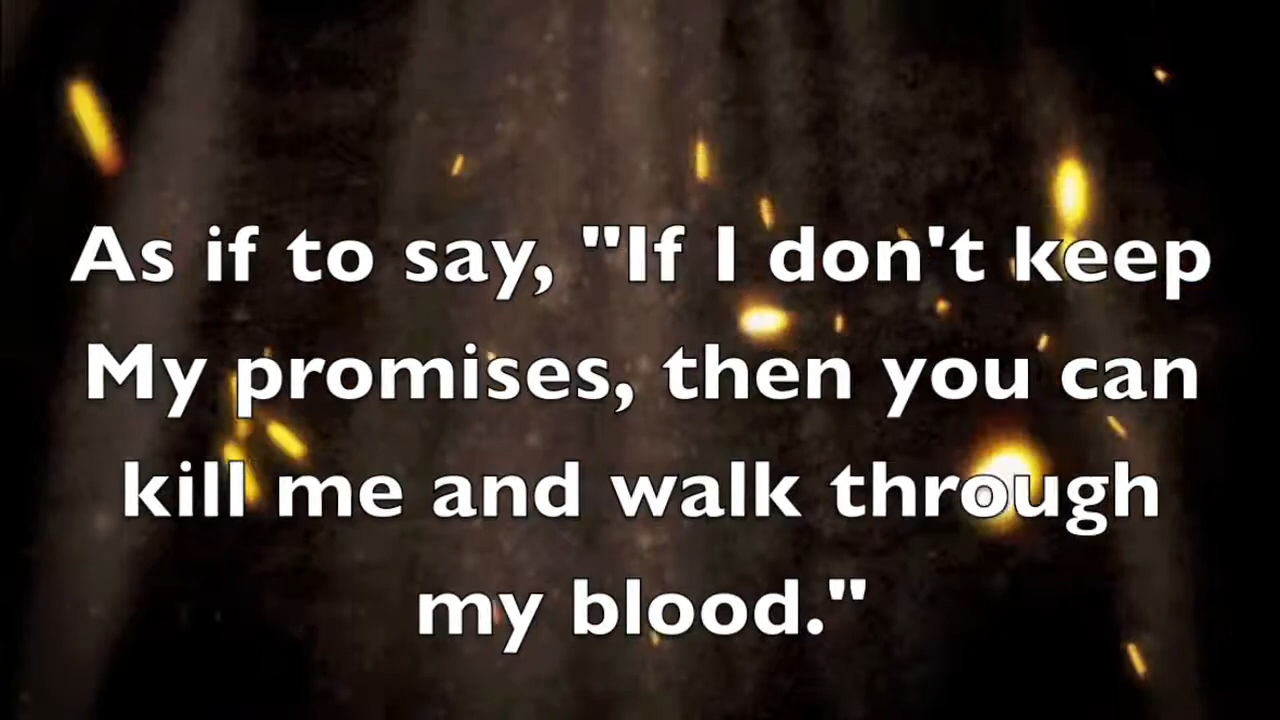 As if to say, "If I don't keep
My promises, then you can
kill me and walk through
my blood."